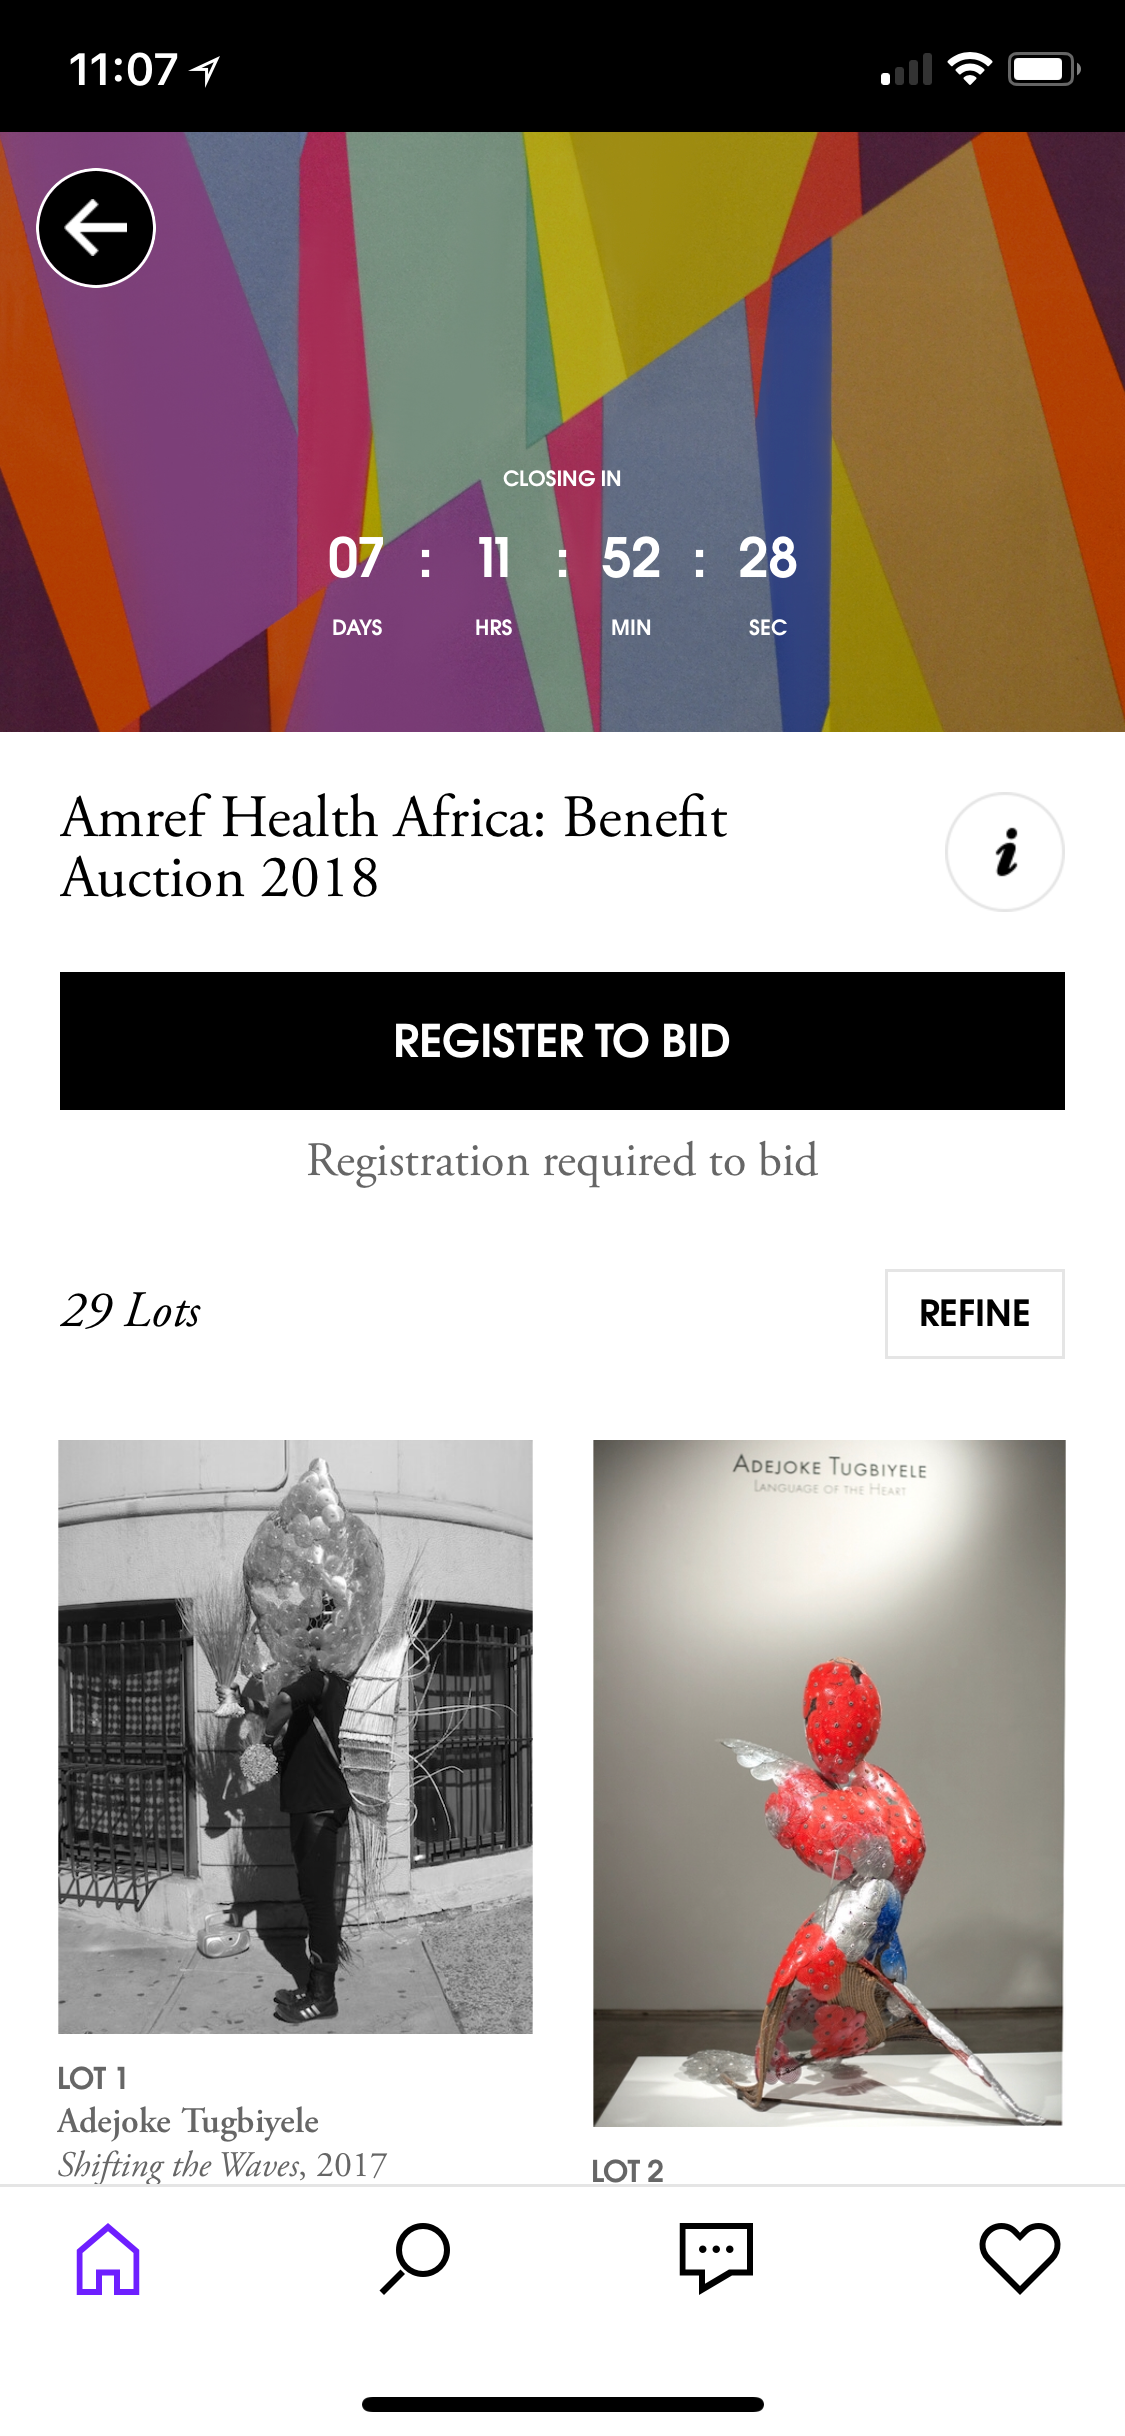 11:07
CLOSING IN
07 : 11 : 52 : 28
DAYS HRS MIN SEC
Amref Health Africa: Benefit
Auction 2018
i
REGISTER TO BID
Registration required to bid
29 Lots
REFINE
ADEJOKE TUGBIYELE
LANGUAGE OF THE HEART
LOT 1
Adejoke Tugbiyele
Shifting the Waves, 2017
LOT 2